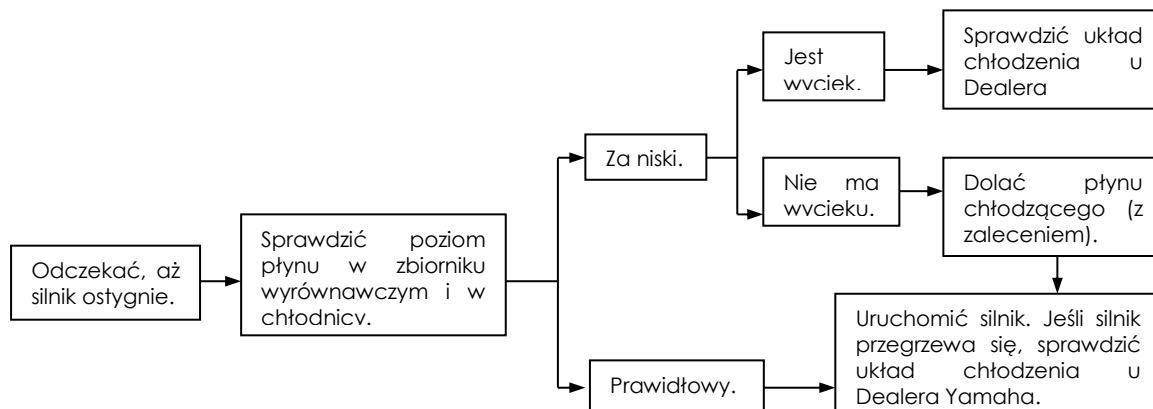 Odczekać, aż
silnik ostygnie.
Sprawdzić poziom
płynu w zbiorniku
wyrównawczym i w
chłodnicy.
Za niski.
Jest
wyciek.
Sprawdzić układ
chłodzenia u
Dealera
Nie ma
wycieku.
Dolać płynu
chłodzącego (z
zaleceniem).
Prawidłowy.
Uruchomić silnik. Jeśli silnik
przegrzewa się, sprawdzić
układ chłodzenia u
Dealera Yamaha.